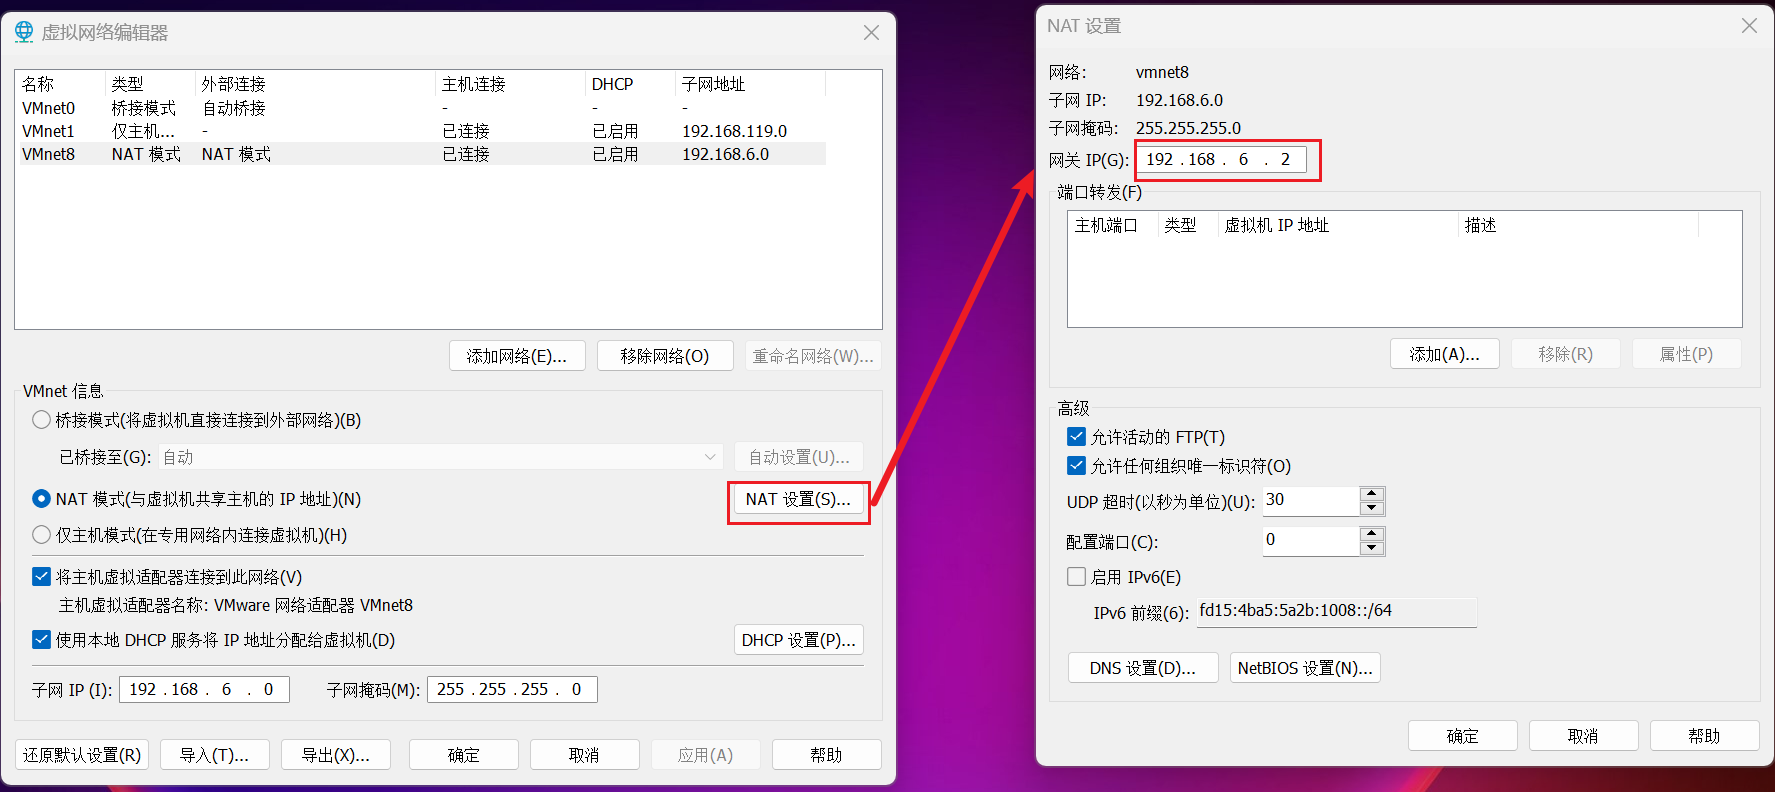 虚拟网络编辑器
名称 类型 外部连接 主机连接 DHCP 子网地址
VMnet0 桥接模式 自动桥接 - - -
VMnet1 仅主机... - 已连接 已启用 192.168.119.0
VMnet8 NAT 模式 NAT 模式 已连接 已启用 192.168.6.0
添加网络(E)... 移除网络(O) 重命名网络(W)...
VMnet 信息
桥接模式(将虚拟机直接连接到外部网络)(B)
已桥接至(G): 自动 自动设置(U)...
NAT 模式(与虚拟机共享主机的 IP 地址)(N) NAT 设置(S)...
仅主机模式(在专用网络内连接虚拟机)(H)
将主机虚拟适配器连接到此网络(V)
主机虚拟适配器名称: VMware 网络适配器 VMnet8
使用本地 DHCP 服务将 IP 地址分配给虚拟机(D) DHCP 设置(P)...
子网 IP (I): 192 . 168 . 6 . 0 子网掩码(M): 255 . 255 . 255 . 0
还原默认设置(R) 导入(T)... 导出(X)... 确定 取消 应用(A) 帮助
NAT 设置
网络: vmnet8
子网 IP: 192.168.6.0
子网掩码: 255.255.255.0
网关 IP(G): 192 . 168 . 6 . 2
端口转发(F)
主机端口 类型 虚拟机 IP 地址 描述
添加(A)... 移除(R) 属性(P)
高级
允许活动的 FTP(T)
允许任何组织唯一标识符(O)
UDP 超时(以秒为单位)(U): 30
配置端口(C): 0
启用 IPv6(E)
IPv6 前缀(6): fd15:4ba5:5a2b:1008::/64
DNS 设置(D)... NetBIOS 设置(N)...
确定 取消 帮助